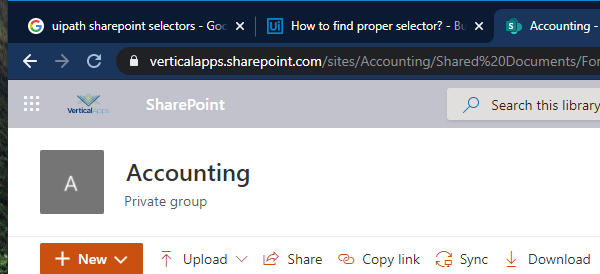 uipath sharepoint selectors - Goo
Ui How to find proper selector? - Bu
S Accounting -
verticalapps.sharepoint.com/sites/Accounting/Shared%20Documents/For
VerticalApps
SharePoint
Search this library
A
Accounting
Private group
+ New
Upload
Share
Copy link
Sync
Download